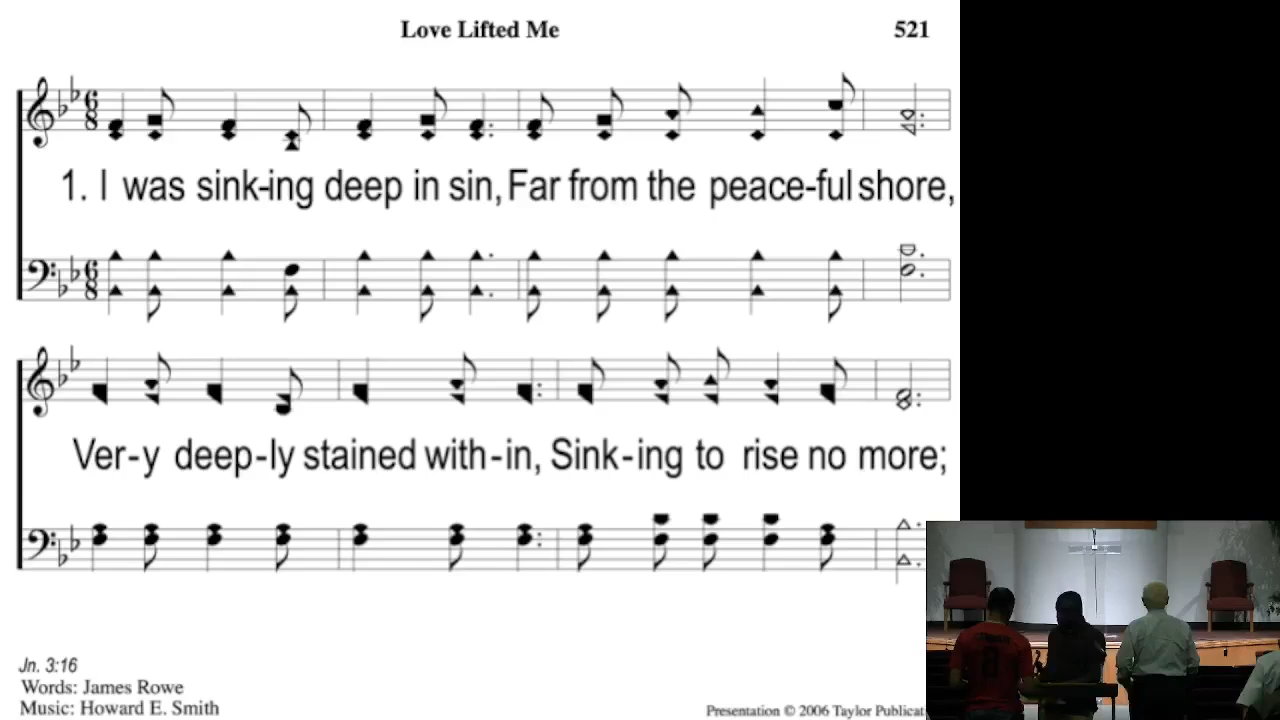 Love Lifted Me 521
1. I was sink-ing deep in sin, Far from the peace-ful shore,
Ver-y deep-ly stained with-in, Sink-ing to rise no more;
Jn. 3:16
Words: James Rowe
Music: Howard E. Smith
Presentation © 2006 Taylor